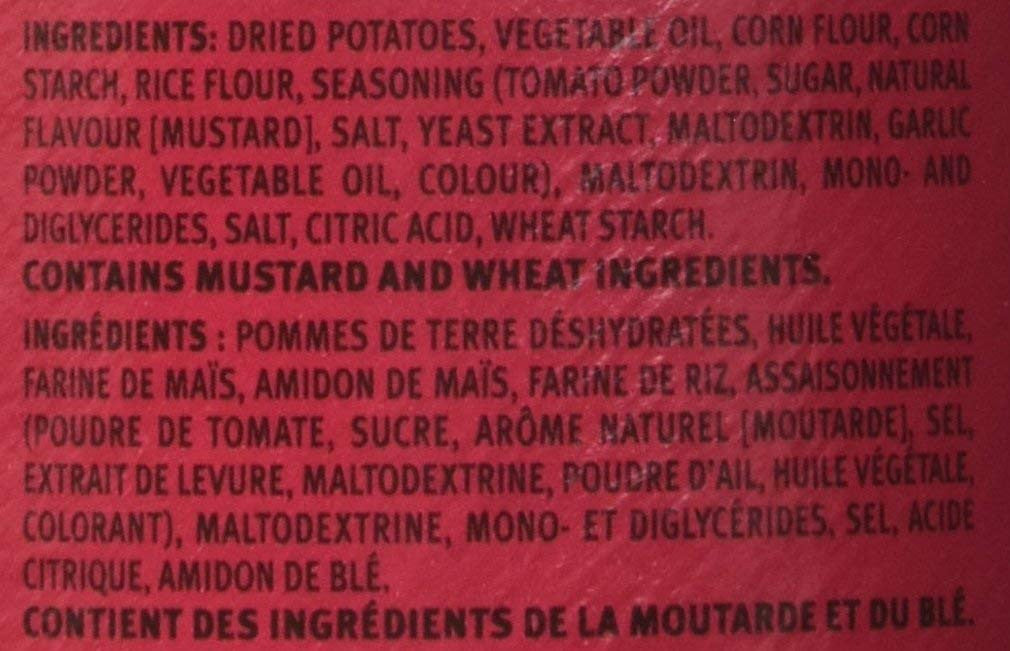 INGREDIENTS: DRIED POTATOES, VEGETABLE OIL, CORN FLOUR, CORN
STARCH, RICE FLOUR, SEASONING (TOMATO POWDER, SUGAR, NATURAL
FLAVOUR [MUSTARD], SALT, YEAST EXTRACT, MALTODEXTRIN, GARLIC
POWDER, VEGETABLE OIL, COLOUR), MALTODEXTRIN, MONO- AND
DIGLYCERIDES, SALT, CITRIC ACID, WHEAT STARCH.
CONTAINS MUSTARD AND WHEAT INGREDIENTS.
INGRÉDIENTS : POMMES DE TERRE DÉSHYDRATÉES, HUILE VÉGÉTALE,
FARINE DE MAÏS, AMIDON DE MAÏS, FARINE DE RIZ, ASSAISONNEMENT
(POUDRE DE TOMATE, SUCRE, ARÔME NATUREL [MOUTARDE], SEL,
EXTRAIT DE LEVURE, MALTODEXTRINE, POUDRE D'AIL, HUILE VÉGÉTALE,
COLORANT), MALTODEXTRINE, MONO- ET DIGLYCÉRIDES, SEL, ACIDE
CITRIQUE, AMIDON DE BLÉ.
CONTIENT DES INGRÉDIENTS DE LA MOUTARDE ET DU BLÉ.